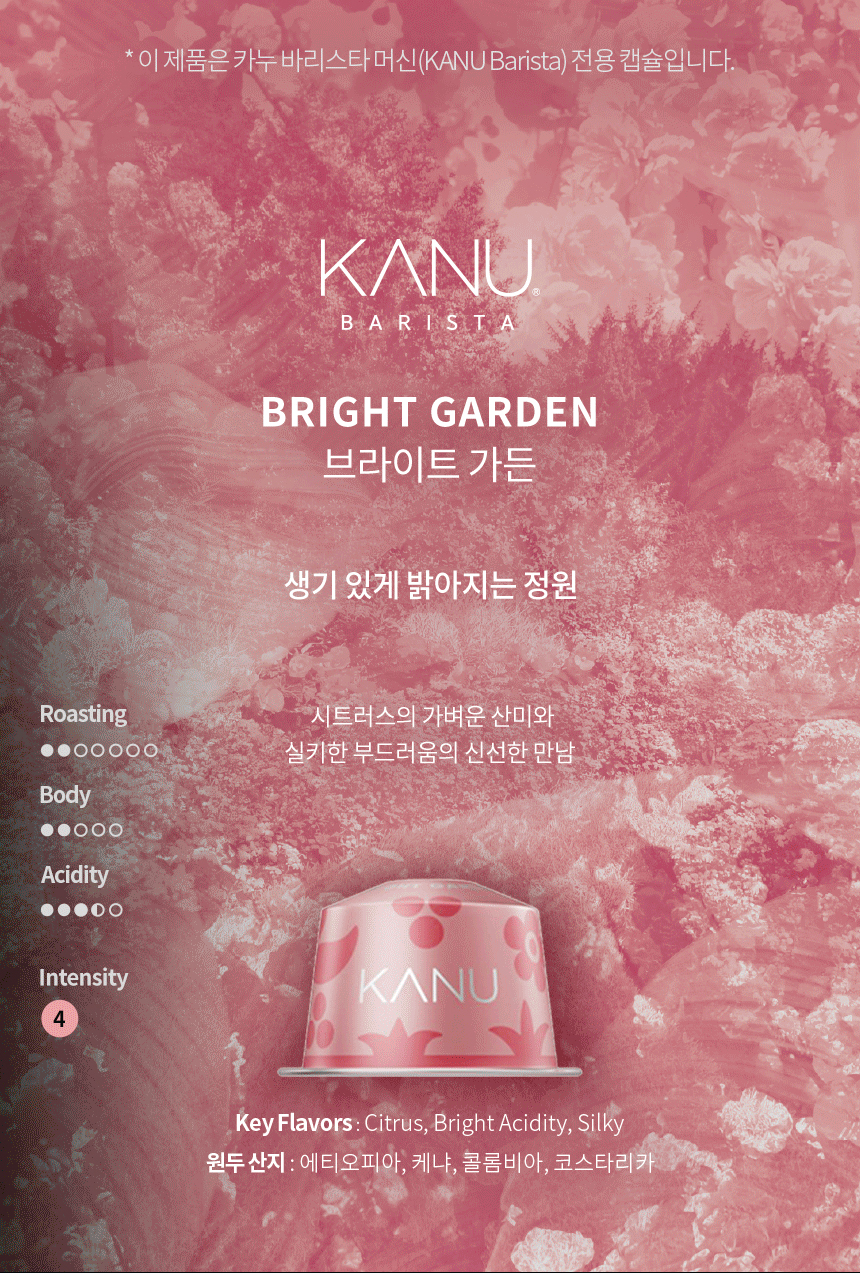 * 이 제품은 카누 바리스타 머신(KANU Barista) 전용 캡슐입니다.
KANU®
BARISTA
BRIGHT GARDEN
브라이트 가든
생기 있게 밝아지는 정원
시트러스의 가벼운 산미와
실키한 부드러움의 신선한 만남
Roasting
Body
Acidity
Intensity
4
KANU
Key Flavors : Citrus, Bright Acidity, Silky
원두 산지 : 에티오피아, 케냐, 콜롬비아, 코스타리카